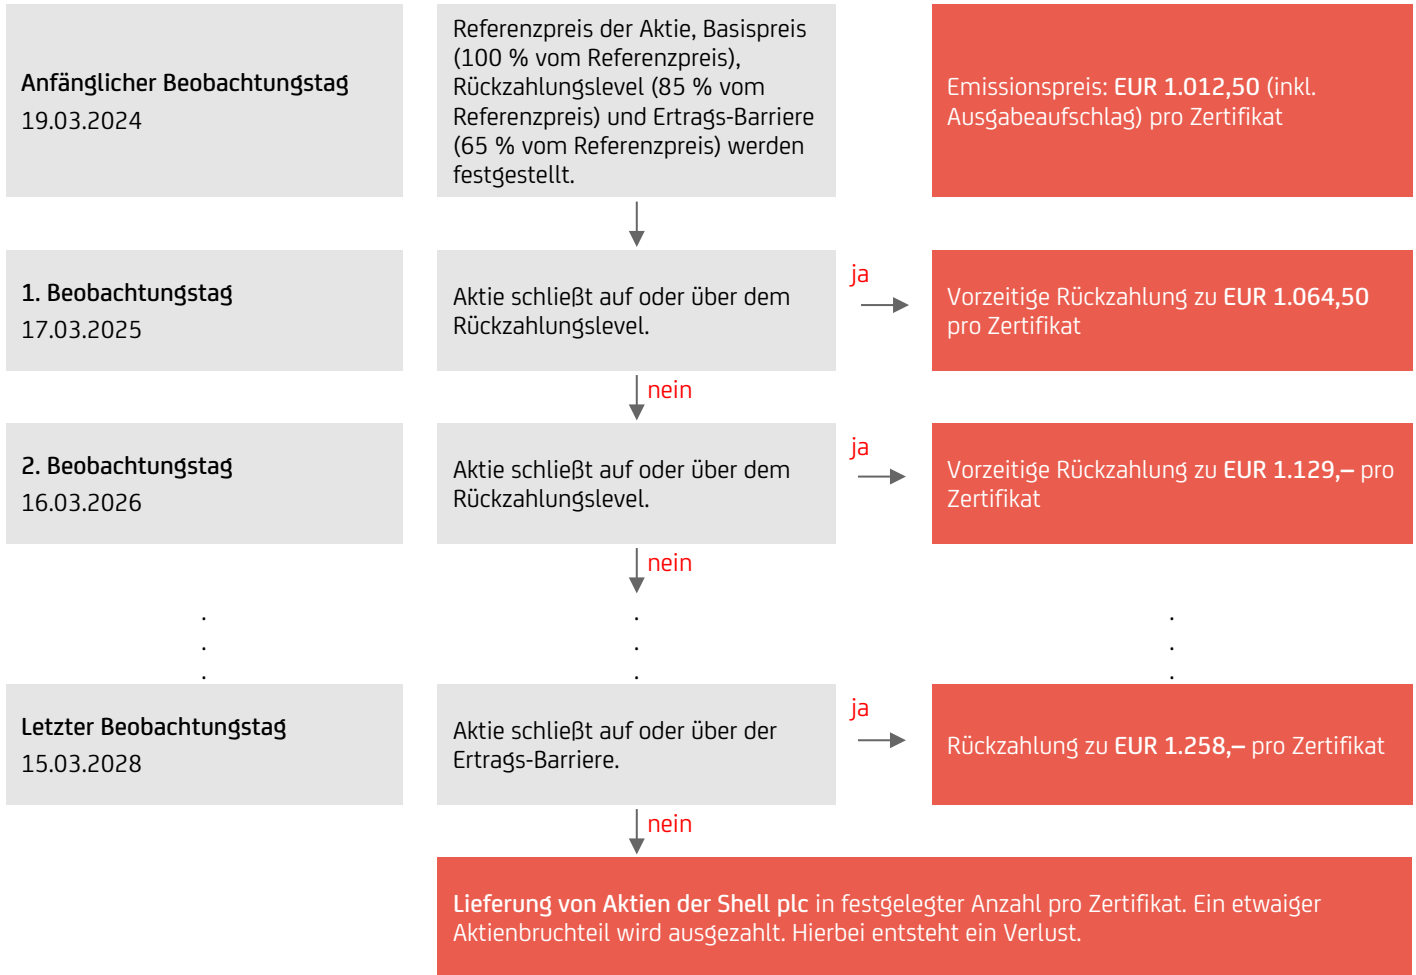 Anfänglicher Beobachtungstag
19.03.2024
Referenzpreis der Aktie, Basispreis
(100 % vom Referenzpreis),
Rückzahlungslevel (85 % vom
Referenzpreis) und Ertrags-Barriere
(65 % vom Referenzpreis) werden
festgestellt.
Emissionspreis: EUR 1.012,50 (inkl.
Ausgabeaufschlag) pro Zertifikat
1. Beobachtungstag
17.03.2025
Aktie schließt auf oder über dem
Rückzahlungslevel.
ja
Vorzeitige Rückzahlung zu EUR 1.064,50
pro Zertifikat
nein
2. Beobachtungstag
16.03.2026
Aktie schließt auf oder über dem
Rückzahlungslevel.
ja
Vorzeitige Rückzahlung zu EUR 1.129,– pro
Zertifikat
nein
Letzter Beobachtungstag
15.03.2028
Aktie schließt auf oder über der
Ertrags-Barriere.
ja
Rückzahlung zu EUR 1.258,– pro Zertifikat
nein
Lieferung von Aktien der Shell plc in festgelegter Anzahl pro Zertifikat. Ein etwaiger
Aktienbruchteil wird ausgezahlt. Hierbei entsteht ein Verlust.